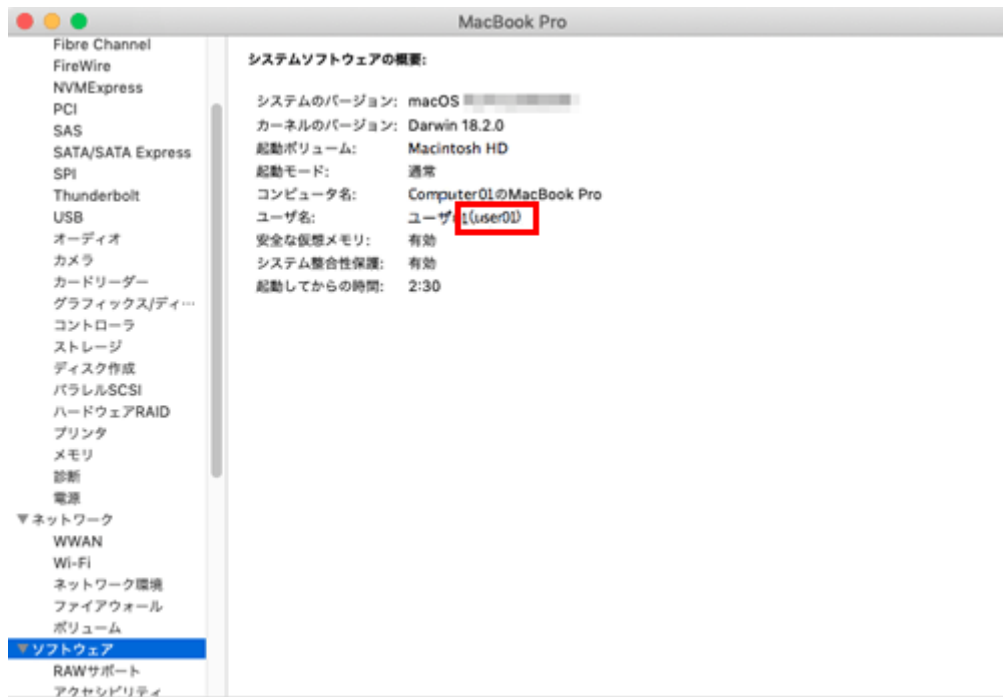 MacBook Pro
Fibre Channel
FireWire
NVMExpress
PCI
SAS
SATA/SATA Express
SPI
Thunderbolt
USB
オーディオ
カメラ
カードリーダー
グラフィックス/ディ…
コントローラ
ストレージ
ディスク作成
パラレルSCSI
ハードウェアRAID
プリンタ
メモリ
診断
電源
▼ネットワーク
WWAN
Wi-Fi
ネットワーク環境
ファイアウォール
ボリューム
▼ソフトウェア
RAWサポート
アクセシビリティ
システムソフトウェアの概要:
システムのバージョン: macOS
カーネルのバージョン: Darwin 18.2.0
起動ボリューム: Macintosh HD
起動モード: 通常
コンピュータ名: Computer01のMacBook Pro
ユーザ名: ユーザ01(user01)
安全な仮想メモリ: 有効
システム整合性保護: 有効
起動してからの時間: 2:30